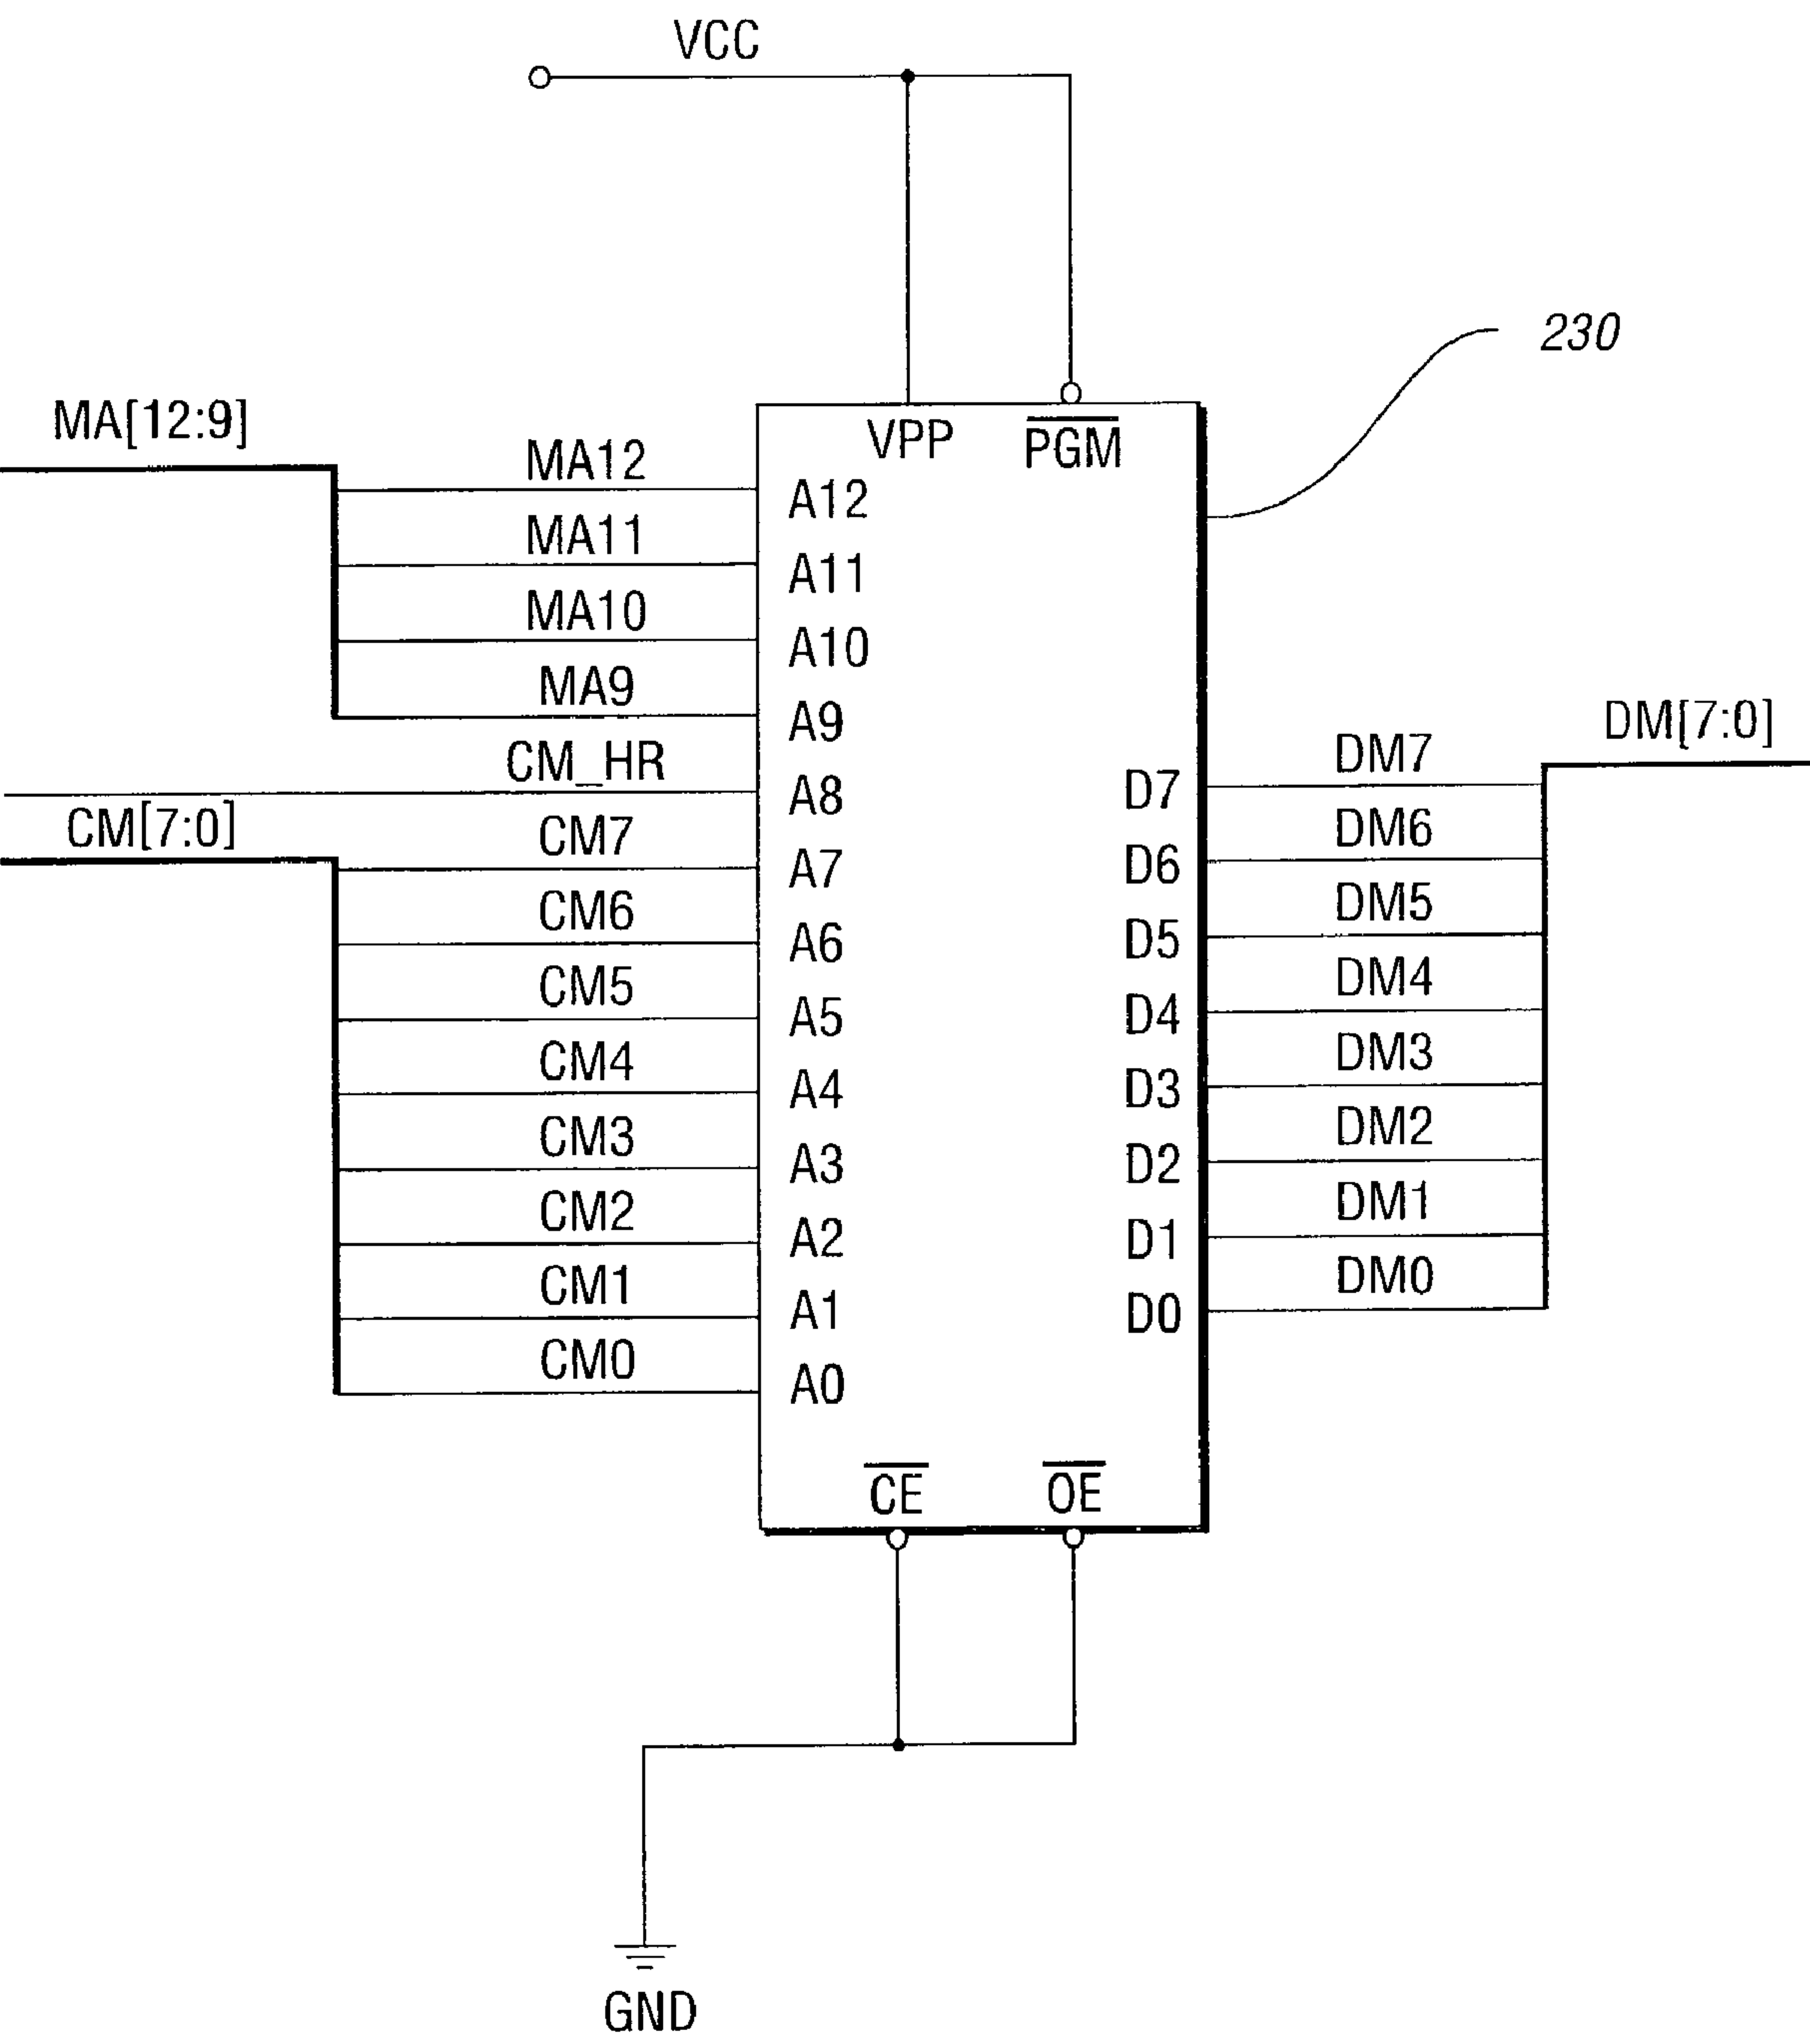 VCC
230
MA[12:9]
VPP
PGM
MA12
A12
MA11
A11
MA10
A10
MA9
A9
CM_HR
A8
CM[7:0]
CM7
A7
CM6
A6
CM5
A5
CM4
A4
CM3
A3
CM2
A2
CM1
A1
CM0
A0
DM[7:0]
DM7
D7
DM6
D6
DM5
D5
DM4
D4
DM3
D3
DM2
D2
DM1
D1
DM0
D0
CE
OE
GND